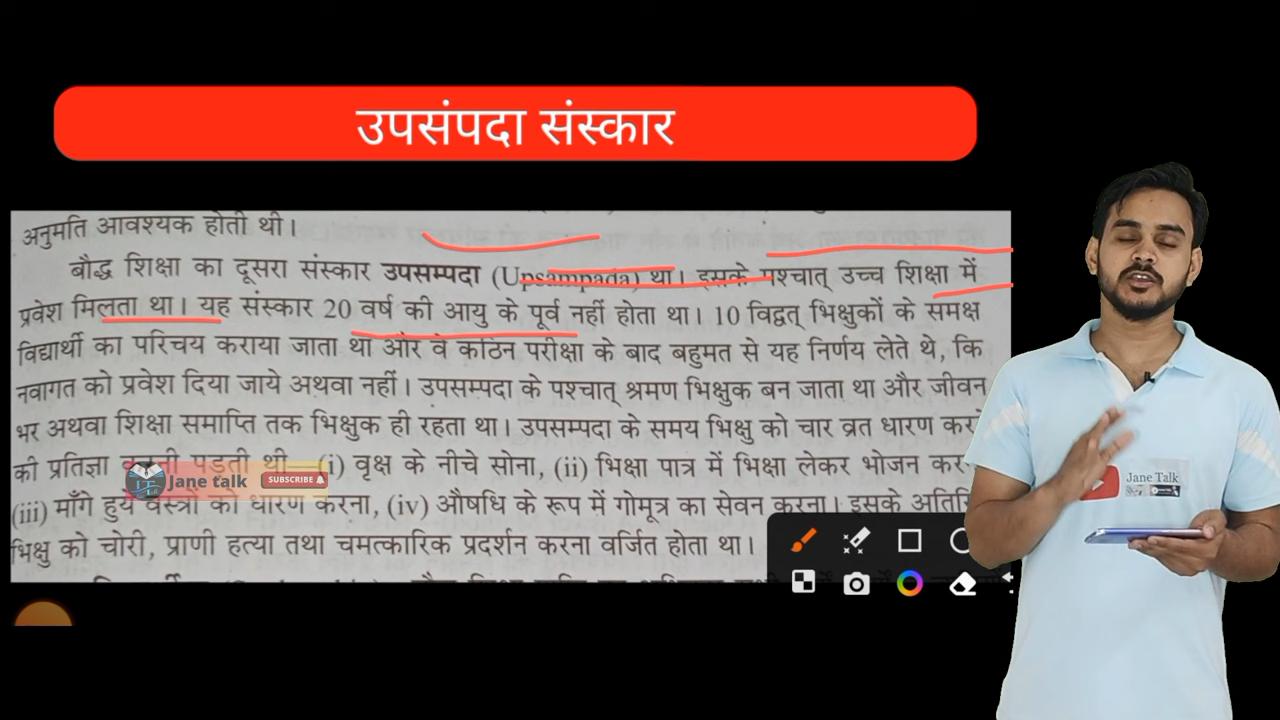 उपसंपदा संस्कार
अनुमति आवश्यक होती थी।
बौद्ध शिक्षा का दूसरा संस्कार उपसम्पदा (Upsampada) था। इसके पश्चात् उच्च शिक्षा में
प्रवेश मिलता था। यह संस्कार 20 वर्ष की आयु के पूर्व नहीं होता था। 10 विद्वत् भिक्षुकों के समक्ष
विद्यार्थी का परिचय कराया जाता था और वे कठिन परीक्षा के बाद बहुमत से यह निर्णय लेते थे, कि
नवागत को प्रवेश दिया जाये अथवा नहीं। उपसम्पदा के पश्चात् श्रमण भिक्षुक बन जाता था और जीवन
भर अथवा शिक्षा समाप्ति तक भिक्षुक ही रहता था। उपसम्पदा के समय भिक्षु को चार व्रत धारण
की प्रतिज्ञा पड़ती थी—(i) वृक्ष के नीचे सोना, (ii) भिक्षा पात्र में भिक्षा लेकर भोजन
(iii) माँगे हुये वस्त्रों को धारण करना, (iv) औषधि के रूप में गोमूत्र का सेवन करना। इसके
भिक्षु को चोरी, प्राणी हत्या तथा चमत्कारिक प्रदर्शन करना वर्जित होता था।
Jane talk
SUBSCRIBE
Jane Talk